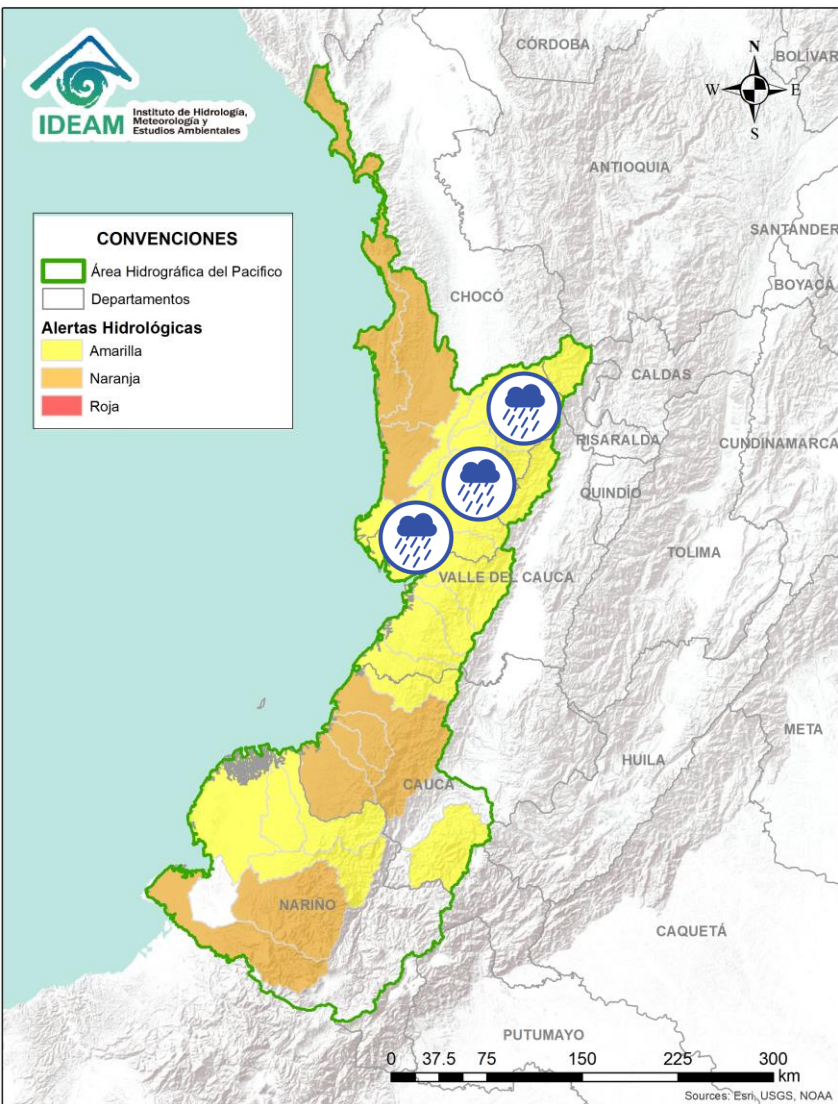 IDEAM
Instituto de Hidrología,
Meteorología y
Estudios Ambientales
CÓRDOBA
BOLÍVAR
N
W
E
S
ANTIOQUIA
SANTANDER
BOYACÁ
CONVENCIONES
Área Hidrográfica del Pacifico
Departamentos
Alertas Hidrológicas
Amarilla
Naranja
Roja
CHOCÓ
CALDAS
RISARALDA
CUNDINAMARCA
QUINDÍO
TOLIMA
VALLE DEL CAUCA
META
HUILA
CAUCA
NARIÑO
CAQUETÁ
PUTUMAYO
0 37.5 75 150 225 300
km
Sources: Esri, USGS, NOAA